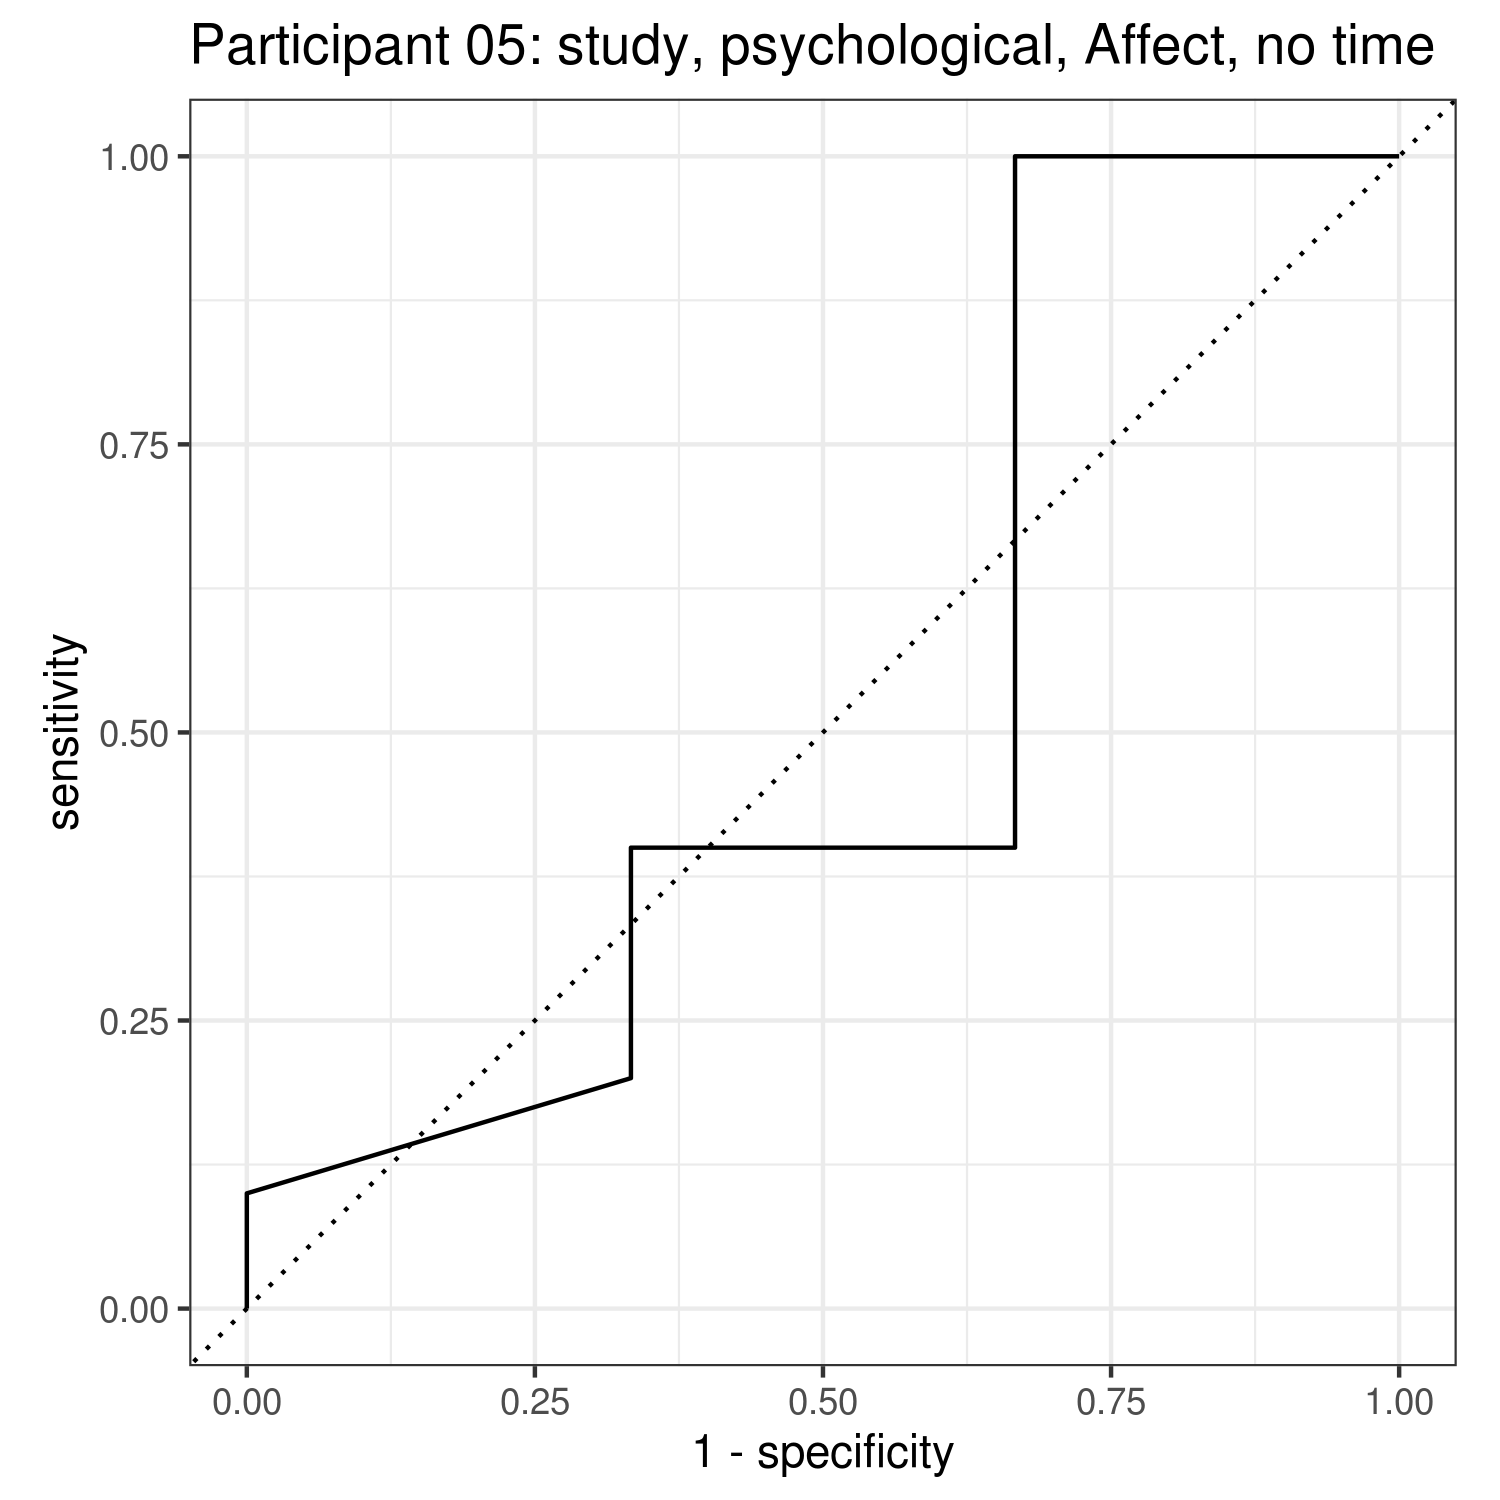 Participant 05: study, psychological, Affect, no time
1.00
0.75
0.50
0.25
0.00
sensitivity
0.00 0.25 0.50 0.75 1.00
1 - specificity